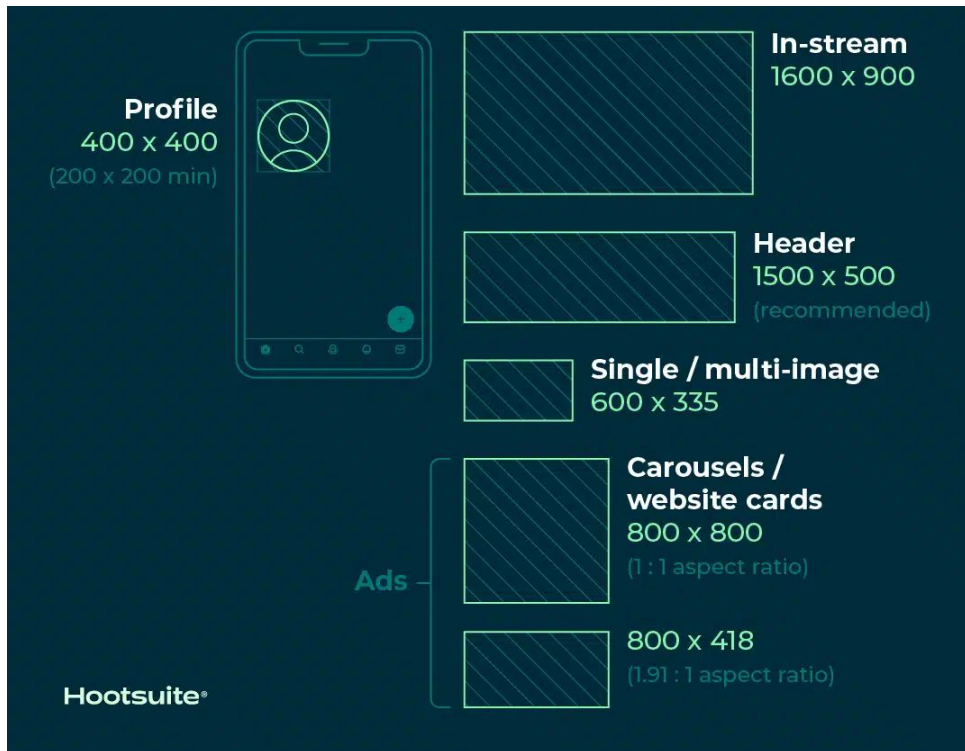 Profile
400 x 400
(200 x 200 min)
In-stream
1600 x 900
Header
1500 x 500
(recommended)
Single / multi-image
600 x 335
Ads
Carousels /
website cards
800 x 800
(1 : 1 aspect ratio)
800 x 418
(1.91 : 1 aspect ratio)
Hootsuite®